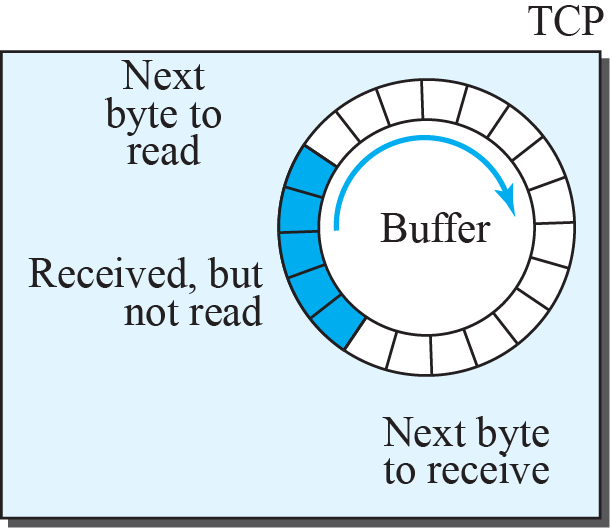 TCP
Next
byte to
read
Buffer
Received, but
not read
Next byte
to receive